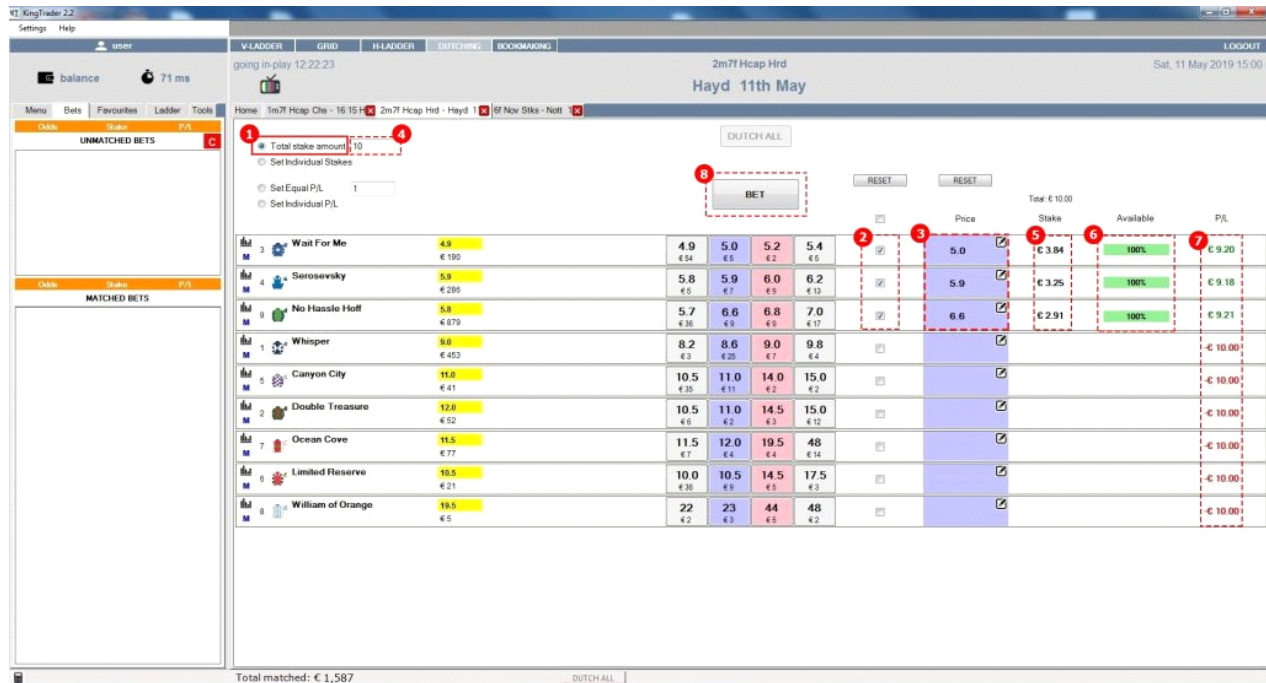 KingTrader 2.2
Settings Help
user
balance 71 ms
Menu Bets Favourites Ladder Tools
Odds Stake P/L
UNMATCHED BETS C
Odds Stake P/L
MATCHED BETS
V-LADDER GRID H-LADDER DUTCHING BOOKMAKING LOGOUT
going in-play 12:22:23 2m7f Hcap Hrd Sat, 11 May 2019 15:00
Hayd 11th May
Home 1m7f Hcap Chs - 16:15 H 2m7f Hcap Hrd - Hayd 1 6f Nov Stks - Nott 1
1 4
Total stake amount 10 DUTCH ALL
Set Individual Stakes
8
Set Equal P/L 1 BET RESET RESET
Set Individual P/L Total: € 10.00
Price Stake Available P/L
2 3 5 6 7
3 Wait For Me 4.9 4.9 5.0 5.2 5.4 5.0 € 3.84 100% € 9.20
M € 190 € 54 € 5 € 2 € 5
4 Serosevsky 5.9 5.8 5.9 6.0 6.2 5.9 € 3.25 100% € 9.18
M € 286 € 5 € 7 € 9 € 13
9 No Hassle Hoff 5.8 5.7 6.6 6.8 7.0 6.6 € 2.91 100% € 9.21
M € 879 € 36 € 9 € 9 € 17
1 Whisper 9.0 8.2 8.6 9.0 9.8 -€ 10.00
M € 453 € 3 € 25 € 7 € 4
5 Canyon City 11.0 10.5 11.0 14.0 15.0 -€ 10.00
M € 41 € 35 € 11 € 2 € 2
2 Double Treasure 12.0 10.5 11.0 14.5 15.0 -€ 10.00
M € 52 € 6 € 2 € 3 € 12
7 Ocean Cove 11.5 11.5 12.0 19.5 48 -€ 10.00
M € 77 € 7 € 4 € 4 € 14
6 Limited Reserve 10.5 10.0 10.5 14.5 17.5 -€ 10.00
M € 21 € 36 € 9 € 5 € 3
8 William of Orange 19.5 22 23 44 48 -€ 10.00
M € 5 € 2 € 3 € 5 € 2
Total matched: € 1,587 DUTCH ALL